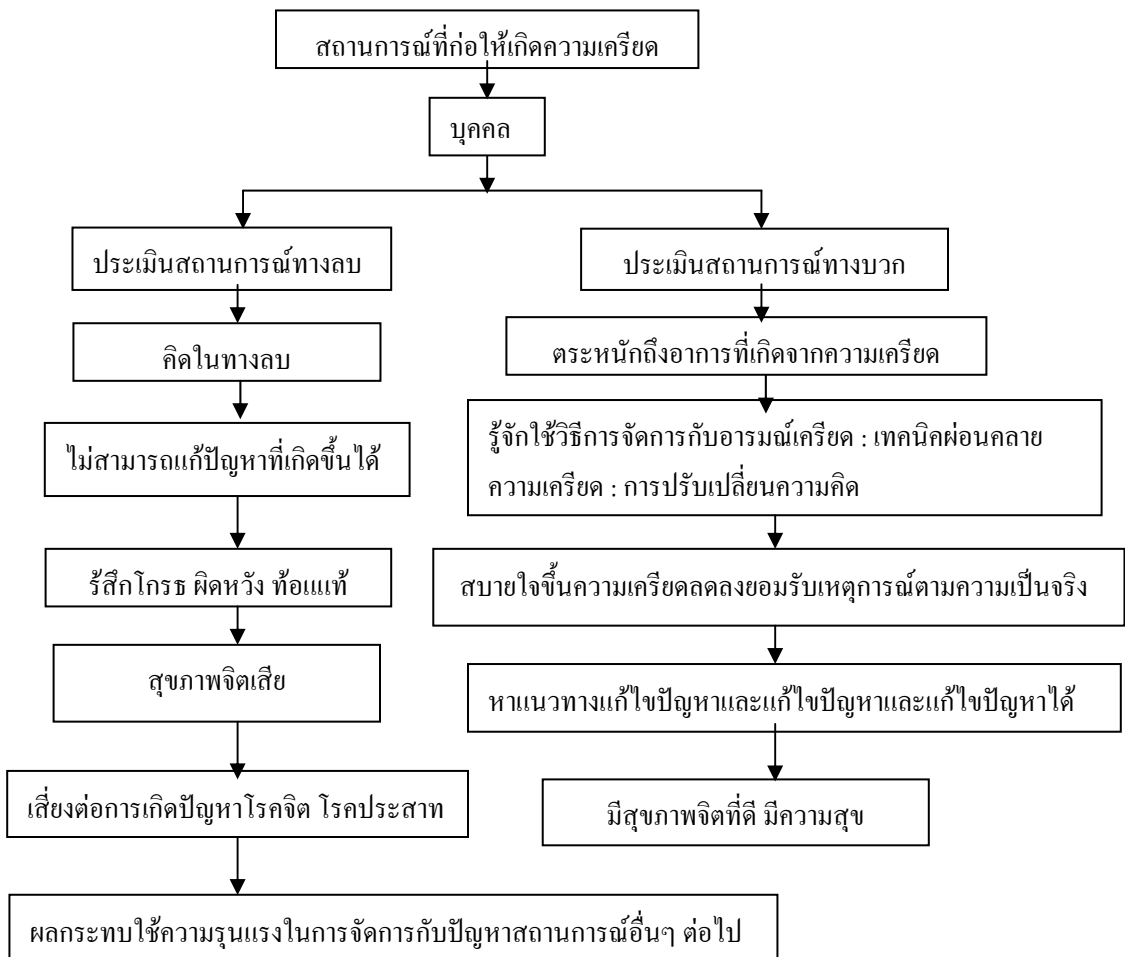 สถานการณ์ที่ก่อให้เกิดความเครียด
บุคคล
ประเมินสถานการณ์ทางลบ
คิดในทางลบ
ไม่สามารถแก้ปัญหาที่เกิดขึ้นได้
ร้สึกโกรธ ผิดหวัง ท้อแแท้
สุขภาพจิตเสีย
เสี่ยงต่อการเกิดปัญหาโรคจิต โรคประสาท
ผลกระทบใช้ความรุนแรงในการจัดการกับปัญหาสถานการณ์อื่นๆ ต่อไป
ประเมินสถานการณ์ทางบวก
ตระหนักถึงอาการที่เกิดจากความเครียด
รู้จักใช้วิธีการจัดการกับอารมณ์เครียด : เทคนิคผ่อนคลาย
ความเครียด : การปรับเปลี่ยนความคิด
สบายใจขึ้นความเครียดลดลงยอมรับเหตุการณ์ตามความเป็นจริง
หาแนวทางแก้ไขปัญหาและแก้ไขปัญหาและแก้ไขปัญหาได้
มีสุขภาพจิตที่ดี มีความสุข